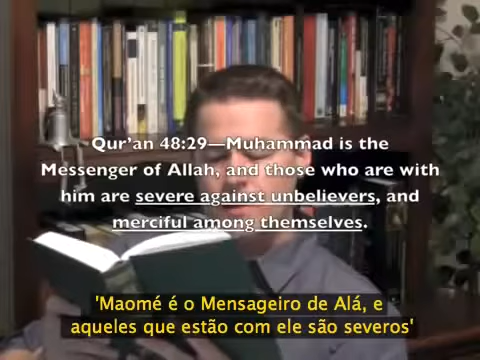 Qur'an 48:29—Muhammad is the
Messenger of Allah, and those who are with
him are severe against unbelievers, and
merciful among themselves.
'Maomé é o Mensageiro de Alá, e
aqueles que estão com ele são severos'